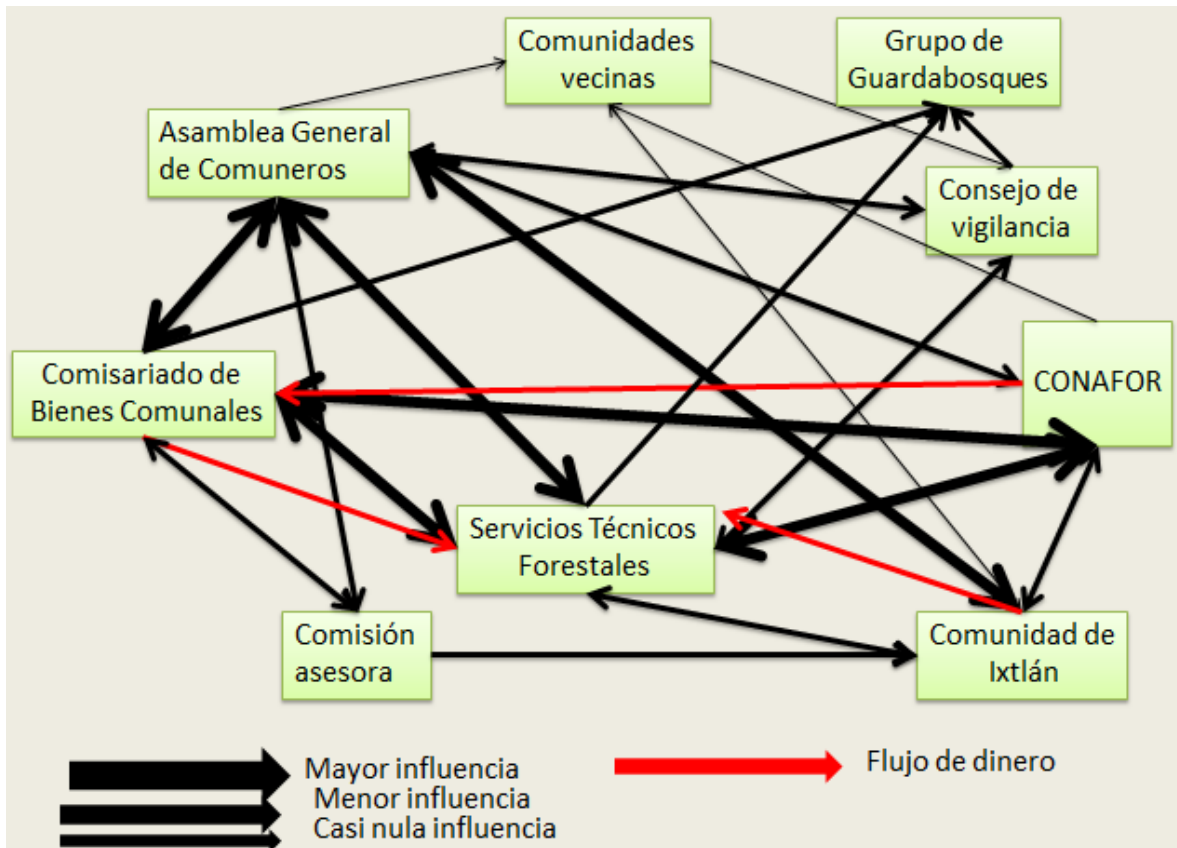 Comunidades
vecinas
Grupo de
Guardabosques
Asamblea General
de Comuneros
Consejo de
vigilancia
Comisariado de
Bienes Comunales
CONAFOR
Servicios Técnicos
Forestales
Comisión
asesora
Comunidad de
Ixtlán
Mayor influencia
Menor influencia
Casi nula influencia
Flujo de dinero